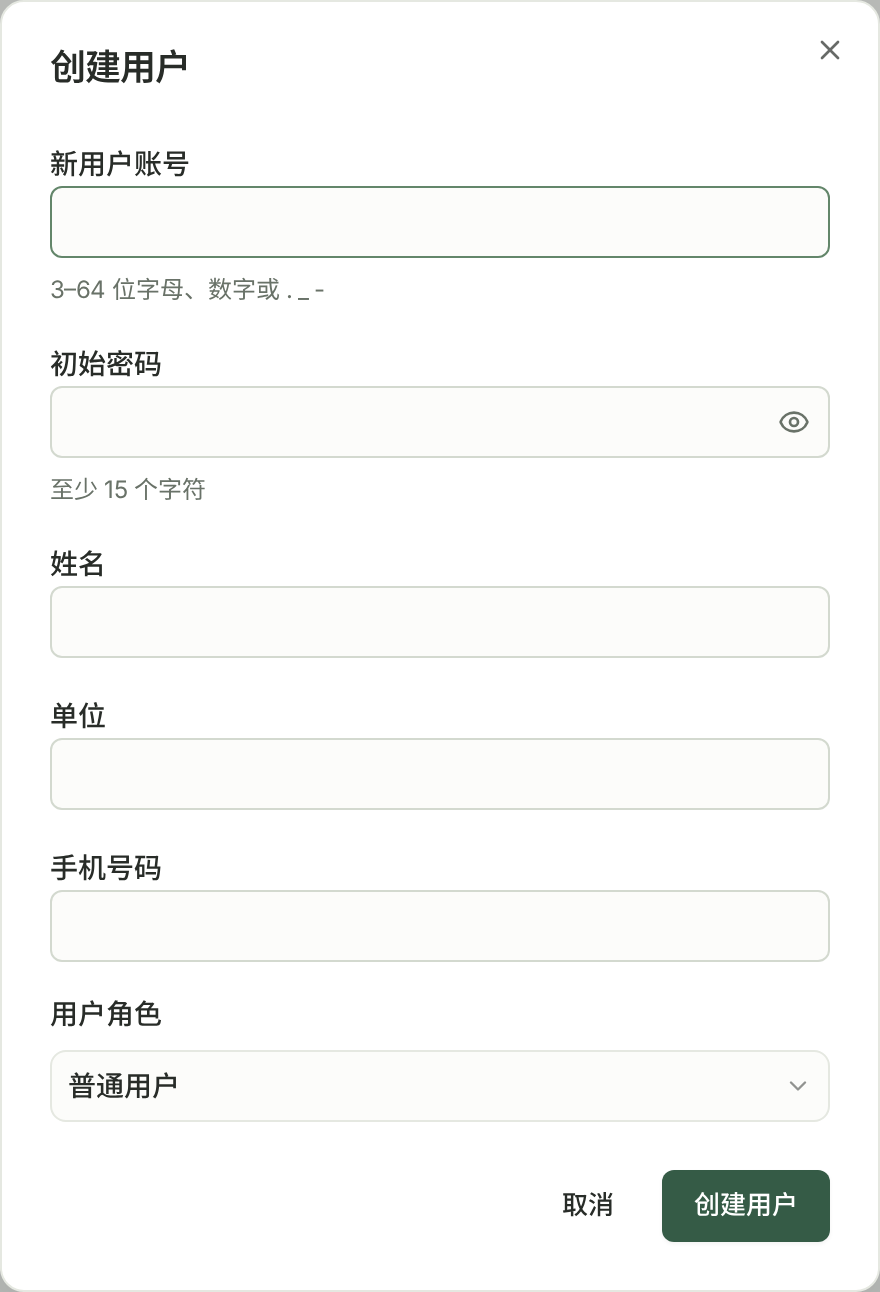 创建用户
新用户账号
3–64 位字母、数字或 . _ -
初始密码
至少 15 个字符
姓名
单位
手机号码
用户角色
普通用户
取消
创建用户